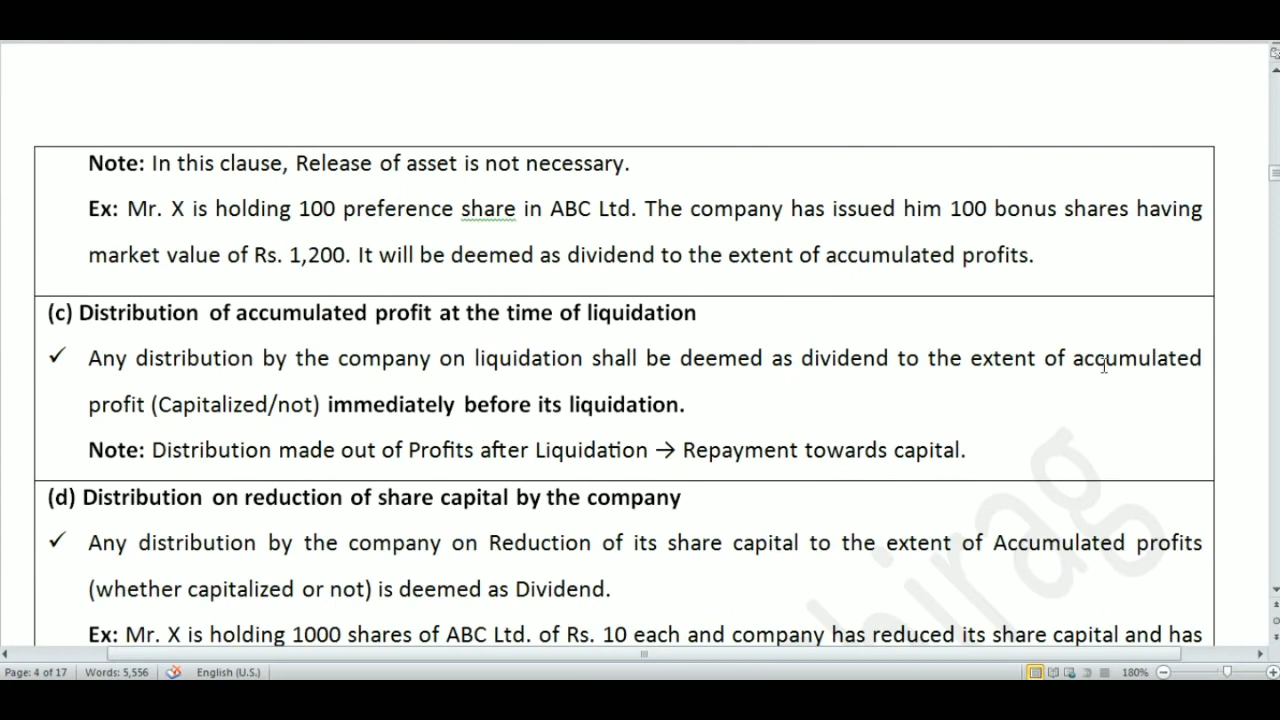 Note: In this clause, Release of asset is not necessary.
Ex: Mr. X is holding 100 preference share in ABC Ltd. The company has issued him 100 bonus shares having
market value of Rs. 1,200. It will be deemed as dividend to the extent of accumulated profits.
(c) Distribution of accumulated profit at the time of liquidation
✓ Any distribution by the company on liquidation shall be deemed as dividend to the extent of accumulated
profit (Capitalized/not) immediately before its liquidation.
Note: Distribution made out of Profits after Liquidation → Repayment towards capital.
(d) Distribution on reduction of share capital by the company
✓ Any distribution by the company on Reduction of its share capital to the extent of Accumulated profits
(whether capitalized or not) is deemed as Dividend.
Ex: Mr. X is holding 1000 shares of ABC Ltd. of Rs. 10 each and company has reduced its share capital and has
Page: 4 of 17 Words: 5,556 English (U.S.) 180%